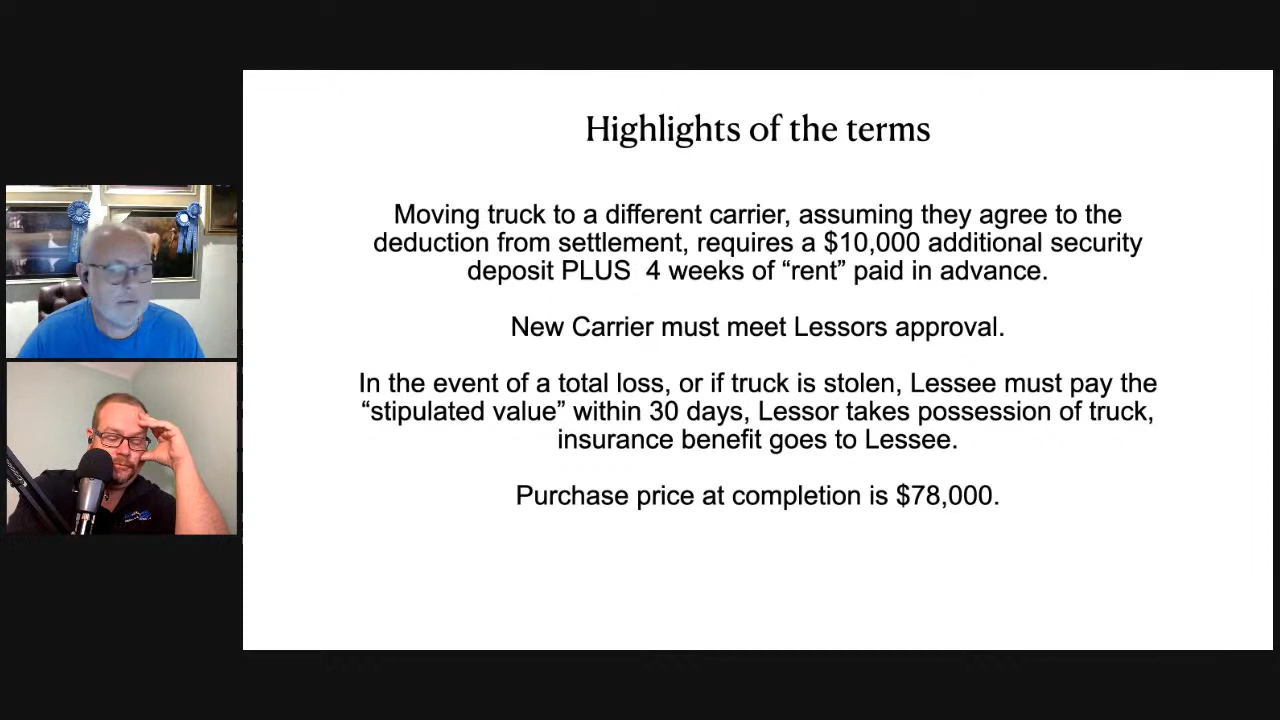 Highlights of the terms
Moving truck to a different carrier, assuming they agree to the
deduction from settlement, requires a $10,000 additional security
deposit PLUS  4 weeks of “rent” paid in advance.
New Carrier must meet Lessors approval.
In the event of a total loss, or if truck is stolen, Lessee must pay the
“stipulated value” within 30 days, Lessor takes possession of truck,
insurance benefit goes to Lessee.
Purchase price at completion is $78,000.